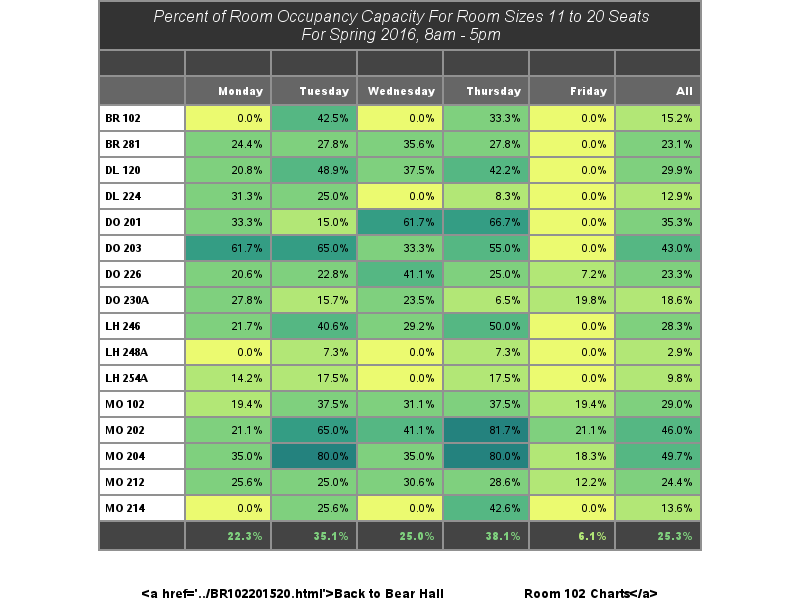 Percent of Room Occupancy Capacity For Room Sizes 11 to 20 Seats
For Spring 2016, 8am - 5pm
Monday Tuesday Wednesday Thursday Friday All
BR 102 0.0% 42.5% 0.0% 33.3% 0.0% 15.2%
BR 281 24.4% 27.8% 35.6% 27.8% 0.0% 23.1%
DL 120 20.8% 48.9% 37.5% 42.2% 0.0% 29.9%
DL 224 31.3% 25.0% 0.0% 8.3% 0.0% 12.9%
DO 201 33.3% 15.0% 61.7% 66.7% 0.0% 35.3%
DO 203 61.7% 65.0% 33.3% 55.0% 0.0% 43.0%
DO 226 20.6% 22.8% 41.1% 25.0% 7.2% 23.3%
DO 230A 27.8% 15.7% 23.5% 6.5% 19.8% 18.6%
LH 246 21.7% 40.6% 29.2% 50.0% 0.0% 28.3%
LH 248A 0.0% 7.3% 0.0% 7.3% 0.0% 2.9%
LH 254A 14.2% 17.5% 0.0% 17.5% 0.0% 9.8%
MO 102 19.4% 37.5% 31.1% 37.5% 19.4% 29.0%
MO 202 21.1% 65.0% 41.1% 81.7% 21.1% 46.0%
MO 204 35.0% 80.0% 35.0% 80.0% 18.3% 49.7%
MO 212 25.6% 25.0% 30.6% 28.6% 12.2% 24.4%
MO 214 0.0% 25.6% 0.0% 42.6% 0.0% 13.6%
22.3% 35.1% 25.0% 38.1% 6.1% 25.3%
<a href='../BR102201520.html'>Back to Bear Hall Room 102 Charts</a>